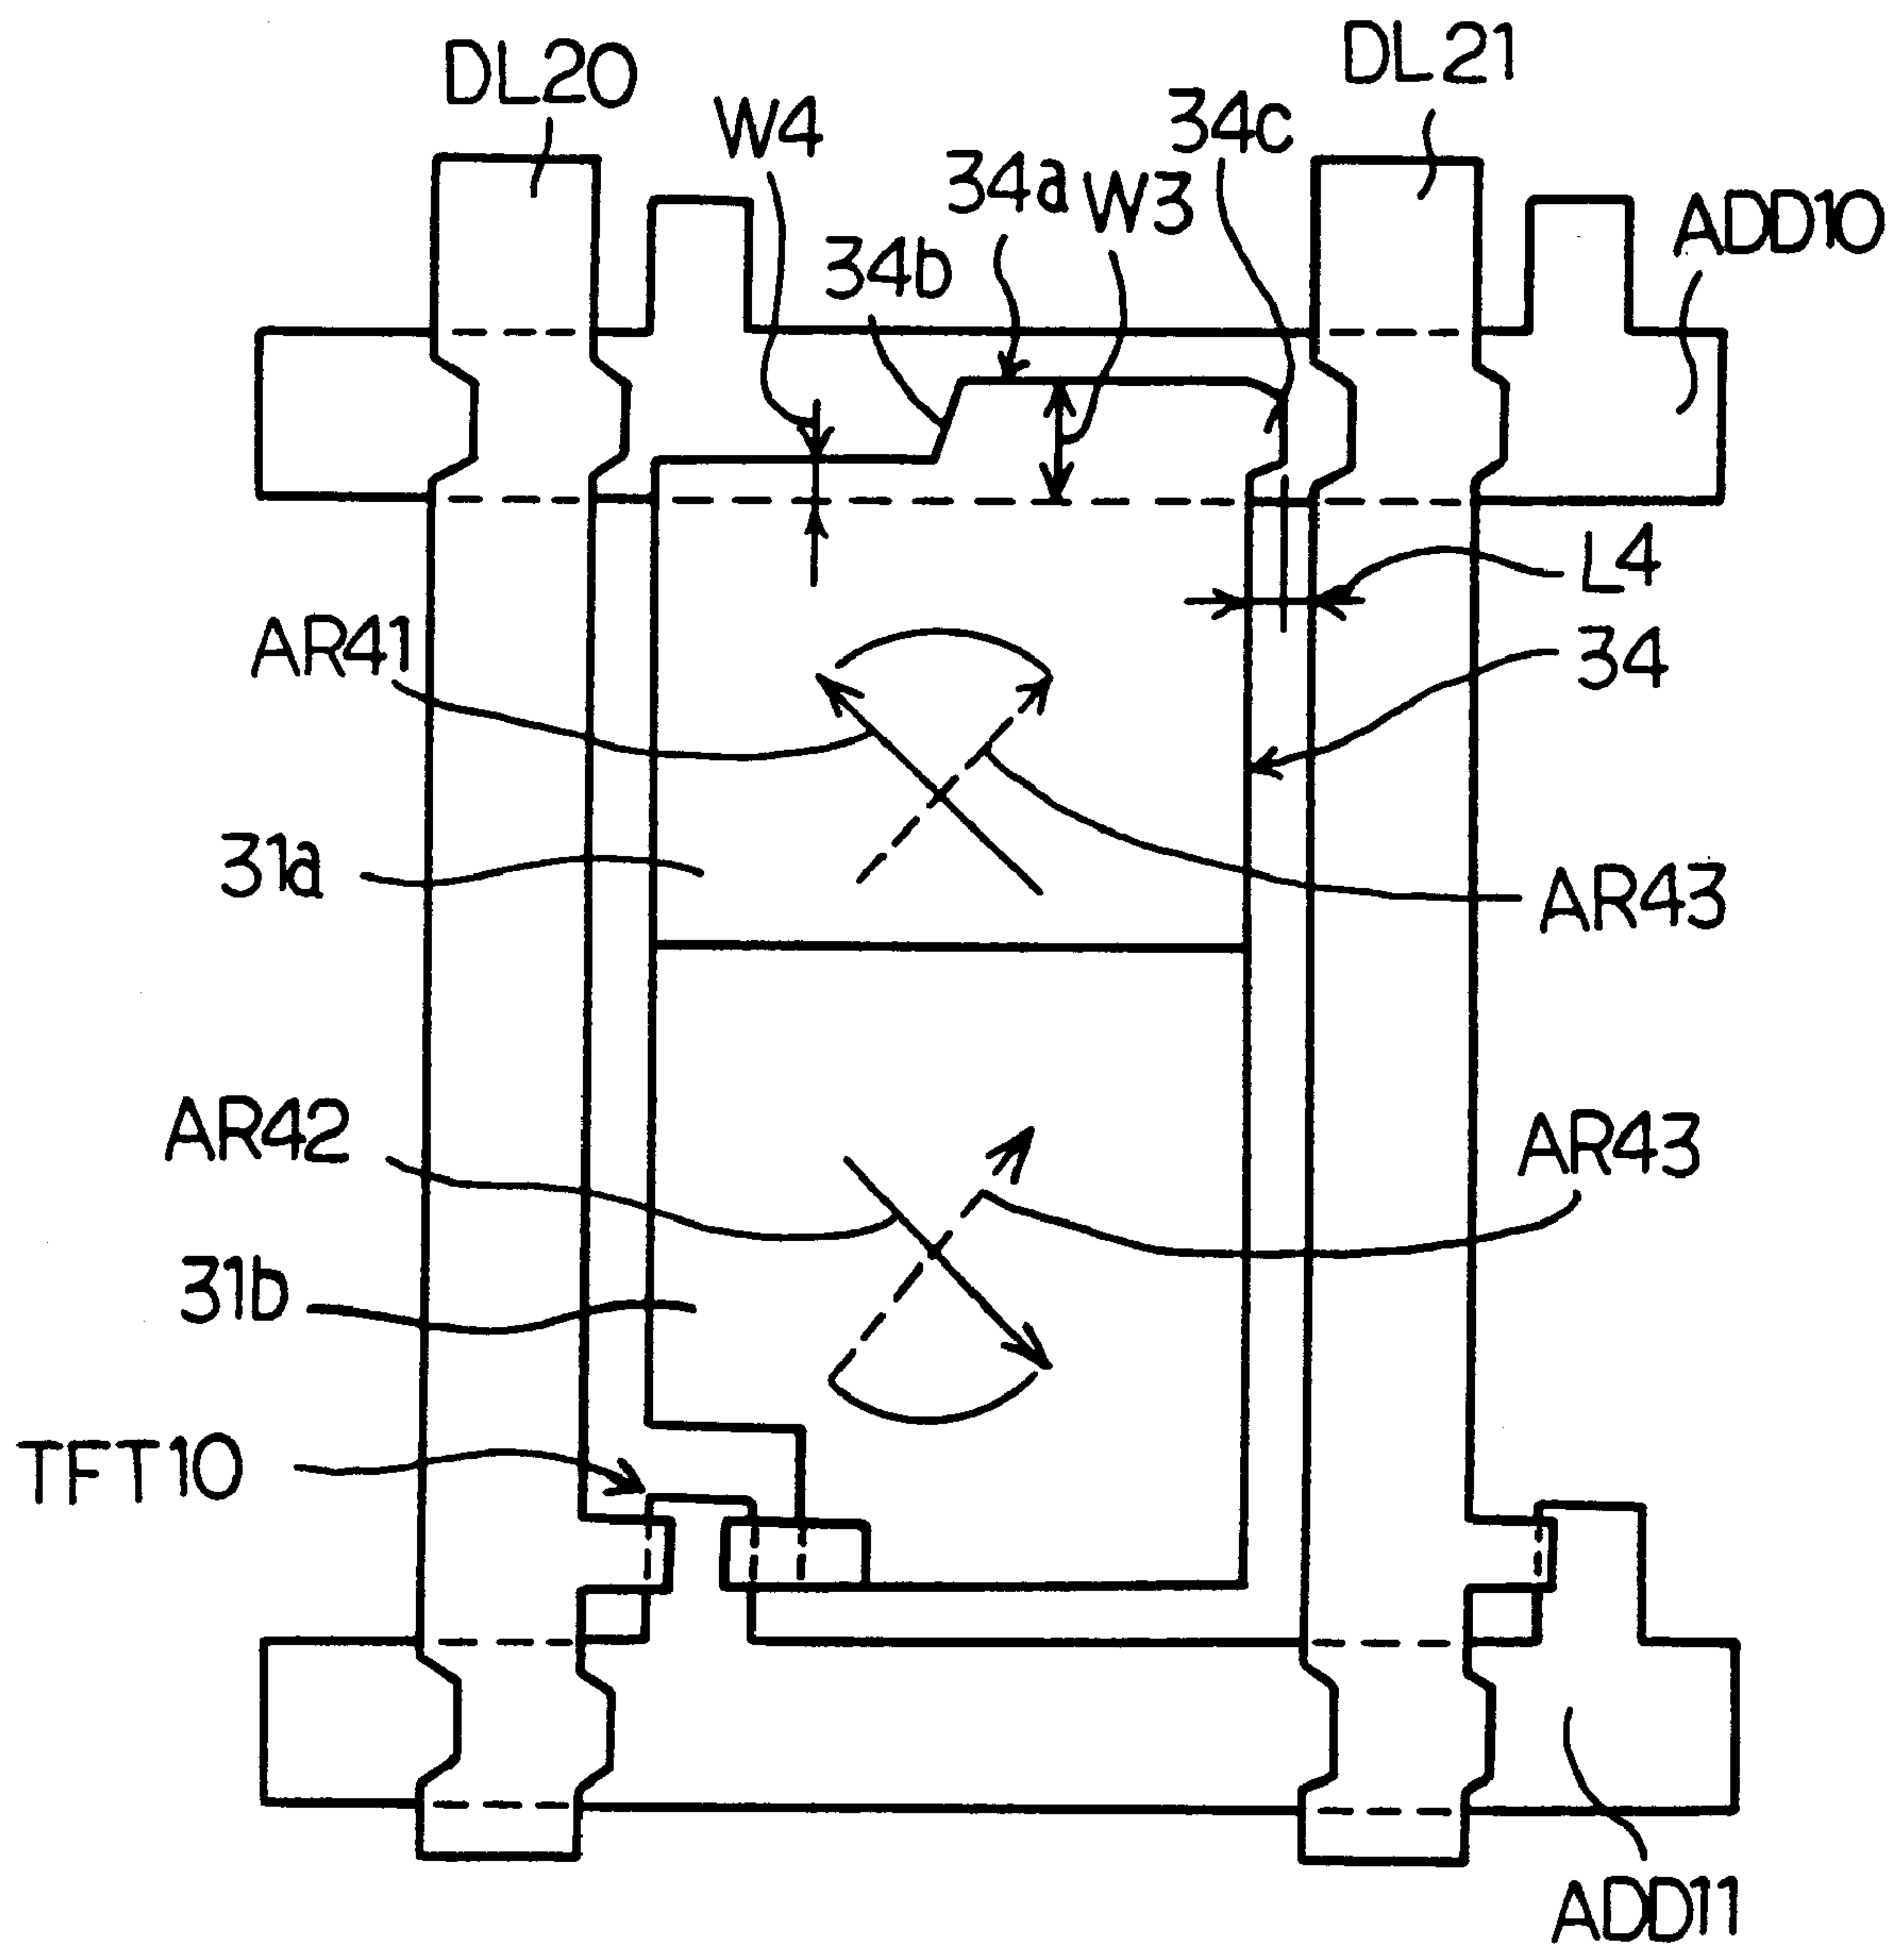 DL20
DL21
W4
34c
34a
W3
ADD10
34b
L4
AR41
34
31a
AR43
AR42
AR43
31b
TFT10
ADD11